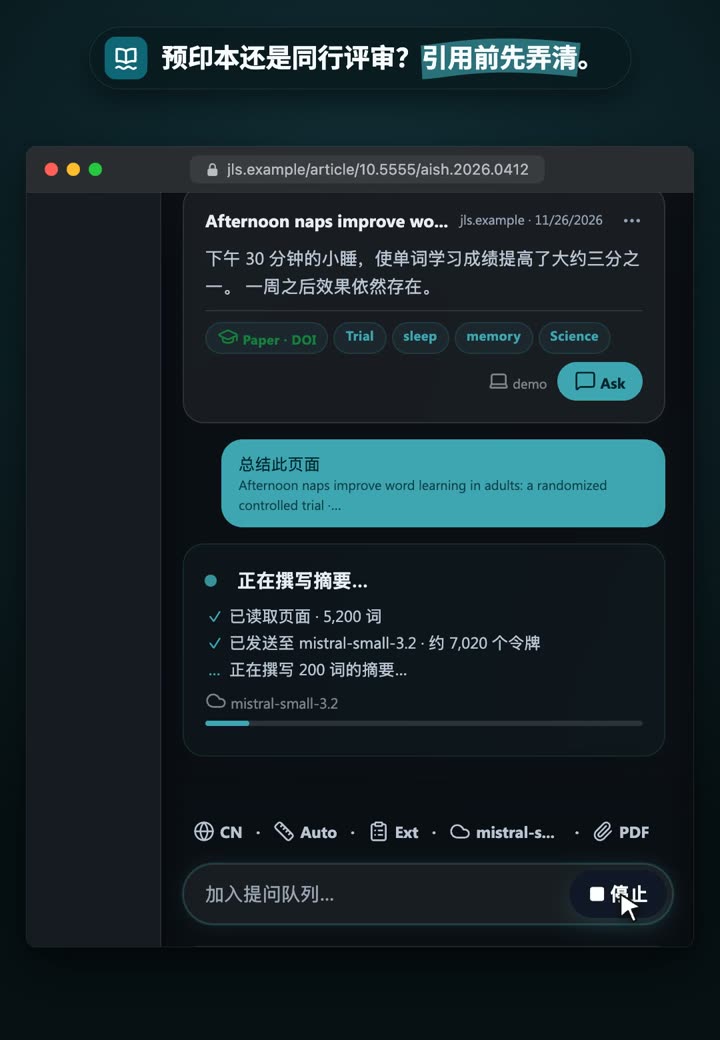 预印本还是同行评审？引用前先弄清。
jls.example/article/10.5555/aish.2026.0412
Afternoon naps improve wo... jls.example · 11/26/2026
下午 30 分钟的小睡，使单词学习成绩提高了大约三分之
一。 一周之后效果依然存在。
Paper · DOI Trial sleep memory Science
demo Ask
总结此页面
Afternoon naps improve word learning in adults: a randomized
controlled trial ·...
正在撰写摘要...
✓ 已读取页面 · 5,200 词
✓ 已发送至 mistral-small-3.2 · 约 7,020 个令牌
... 正在撰写 200 词的摘要...
mistral-small-3.2
CN · Auto · Ext · mistral-s... · PDF
加入提问队列... 停止